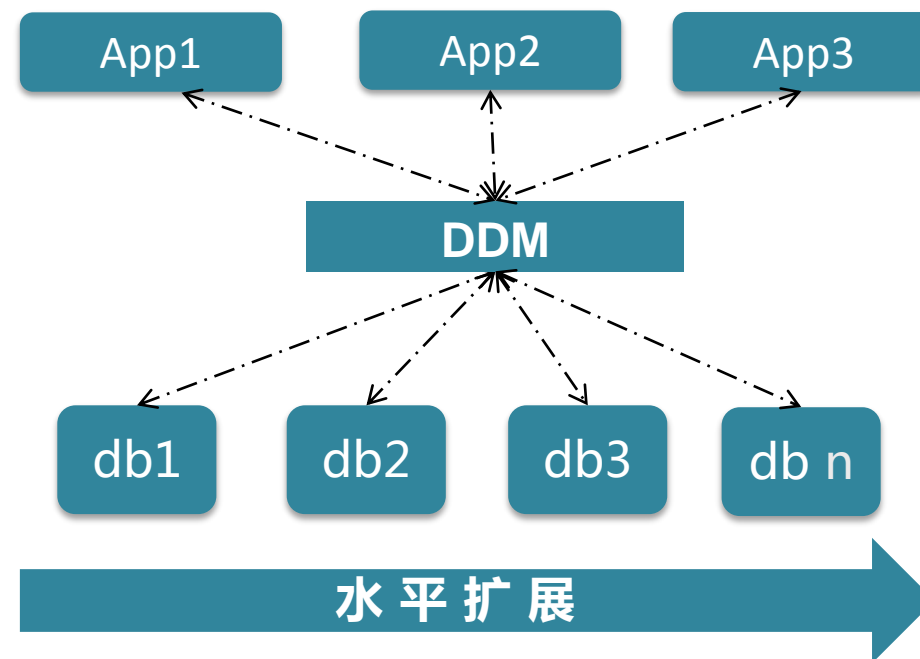 App1
App2
App3
DDM
db1
db2
db3
db n
水 平 扩 展